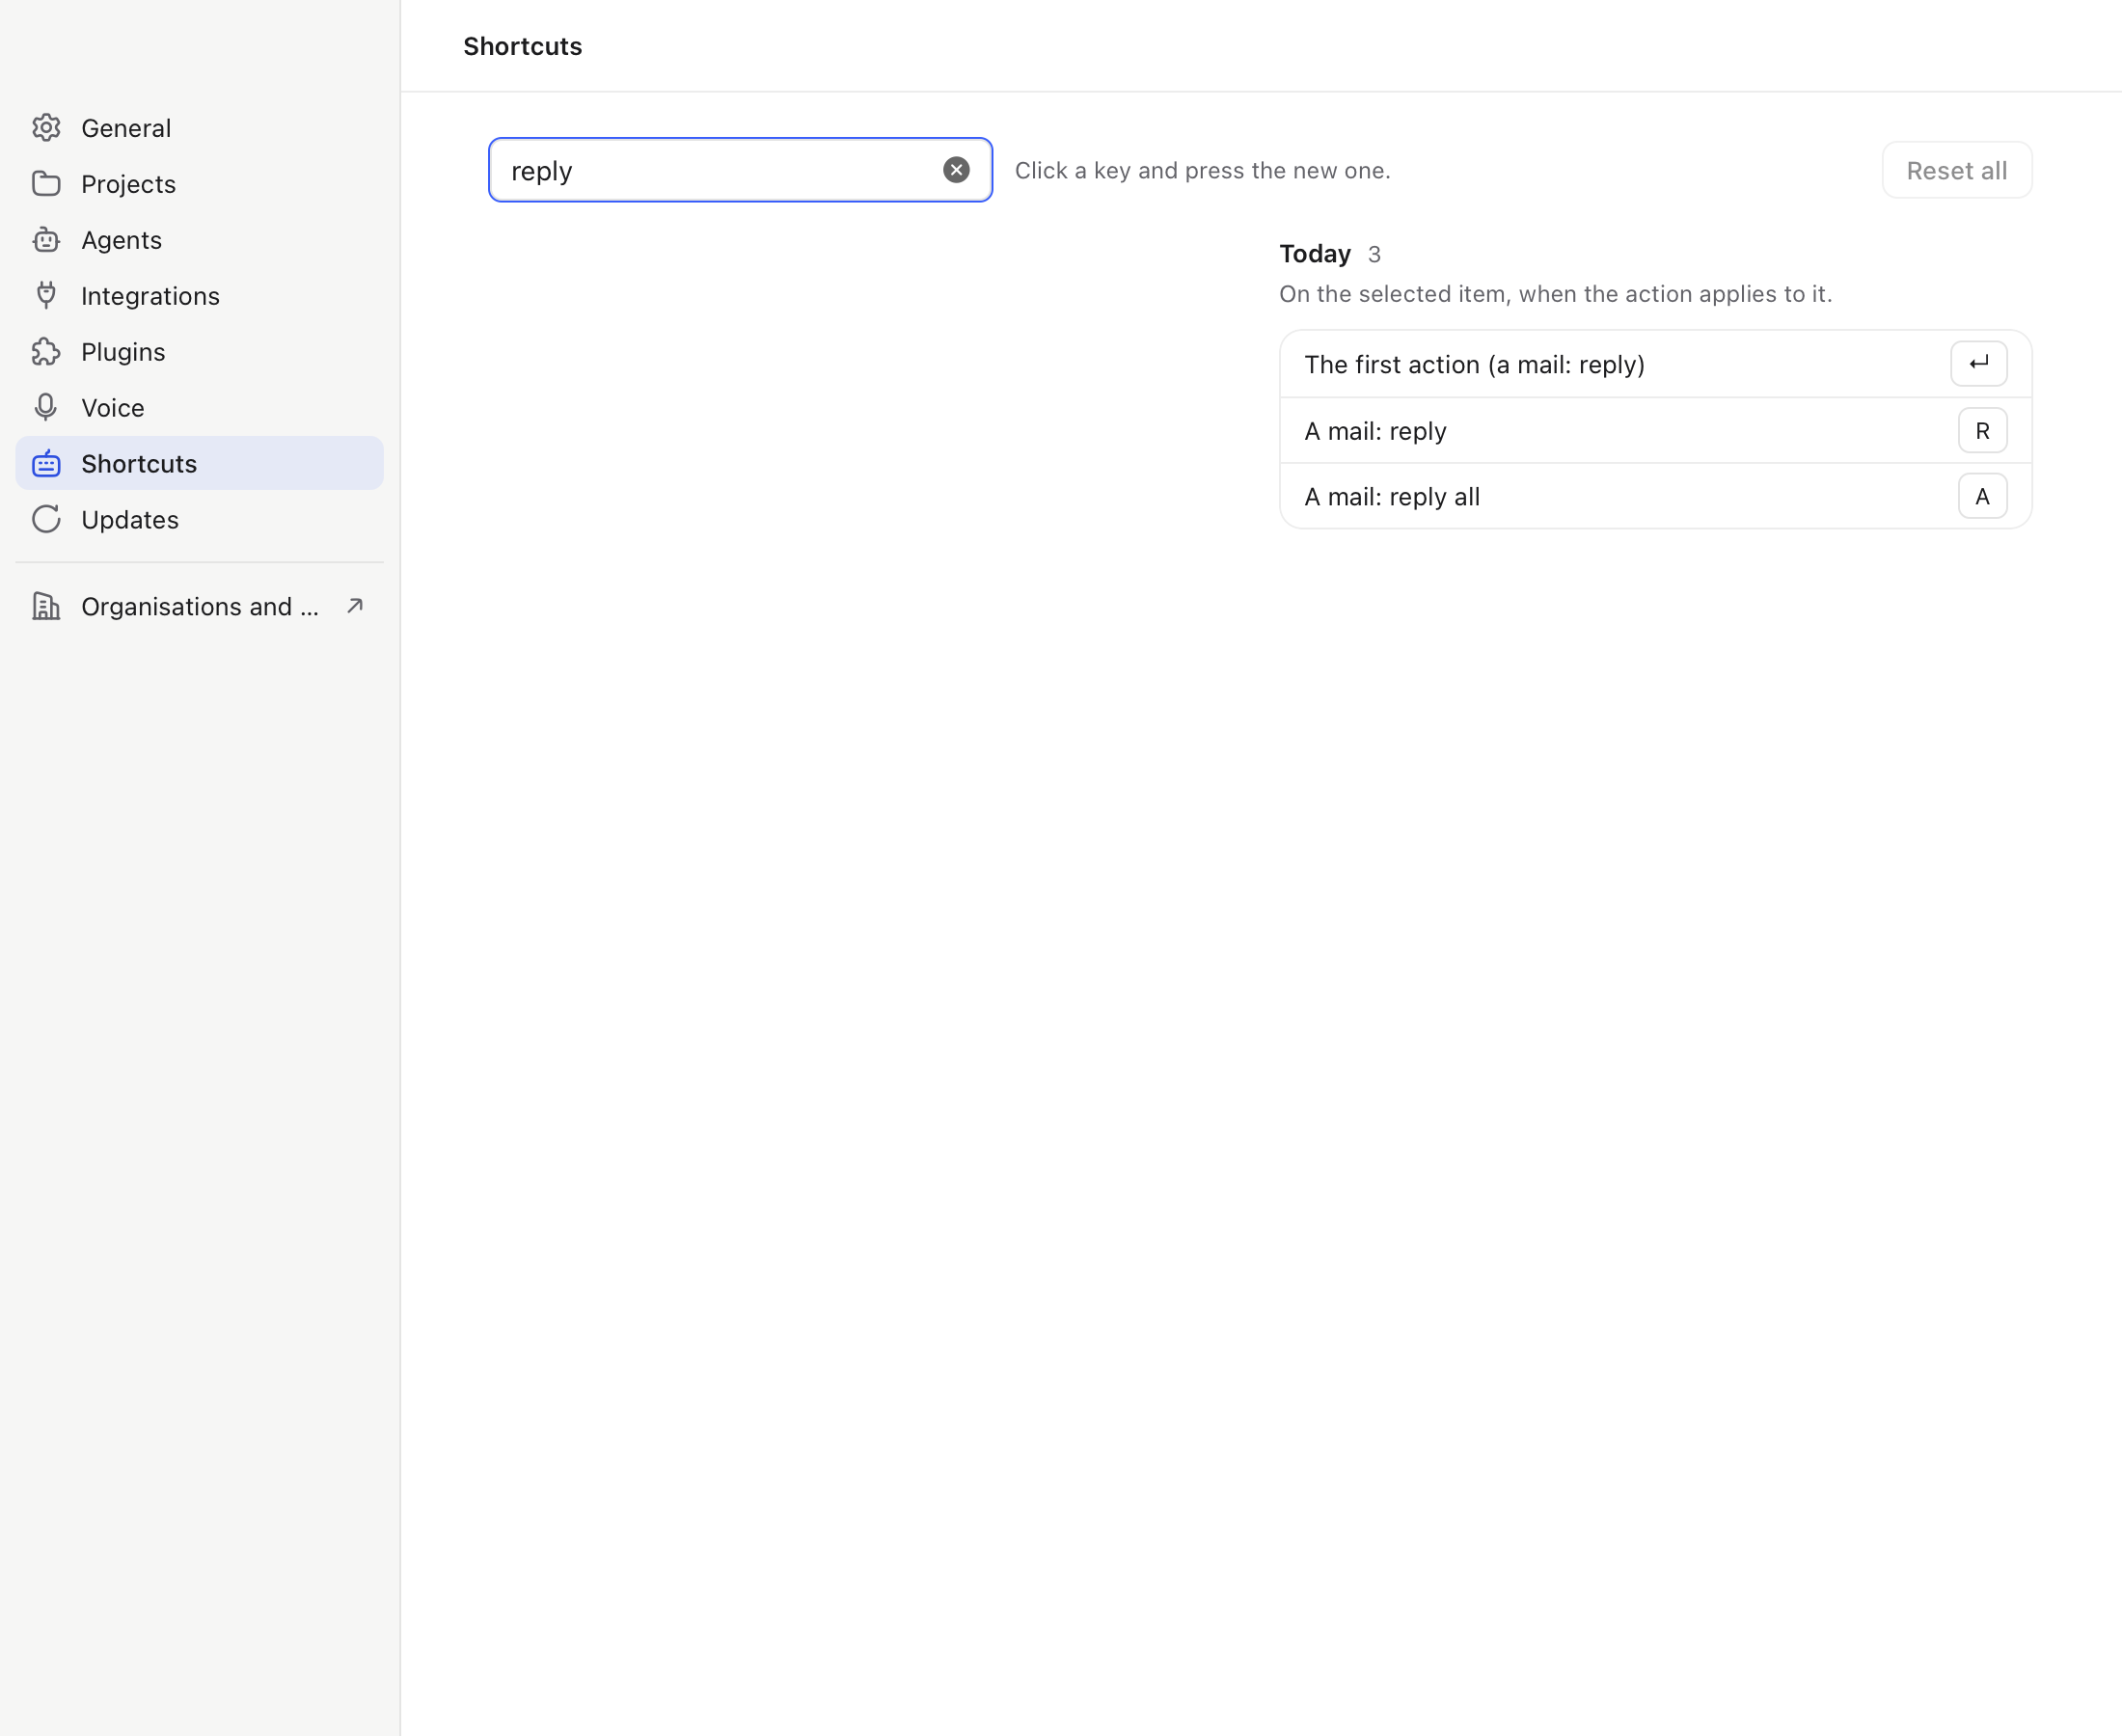 Shortcuts
General
Projects
Agents
Integrations
Plugins
Voice
Shortcuts
Updates
Organisations and ...
reply
Click a key and press the new one.
Reset all
Today 3
On the selected item, when the action applies to it.
The first action (a mail: reply) ↵
A mail: reply R
A mail: reply all A